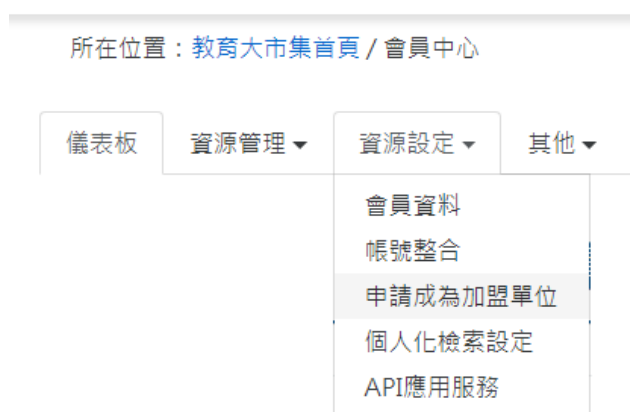 所在位置：教育大市集首頁 / 會員中心
儀表板 資源管理 資源設定 其他
會員資料
帳號整合
申請成為加盟單位
個人化檢索設定
API應用服務